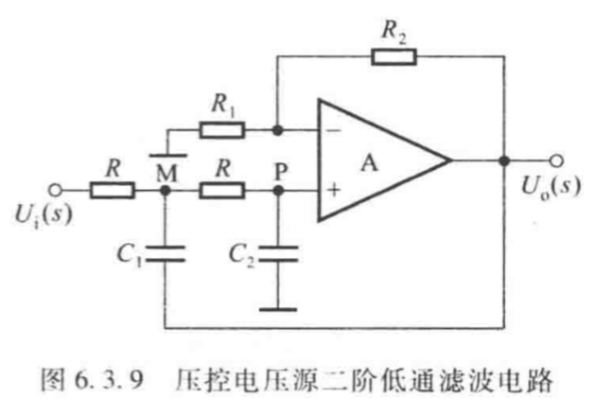 R₂
R₁
−
R M R P A
+
Uᵢ(s) Uₒ(s)
C₁ C₂
图 6.3.9 压控电压源二阶低通滤波电路